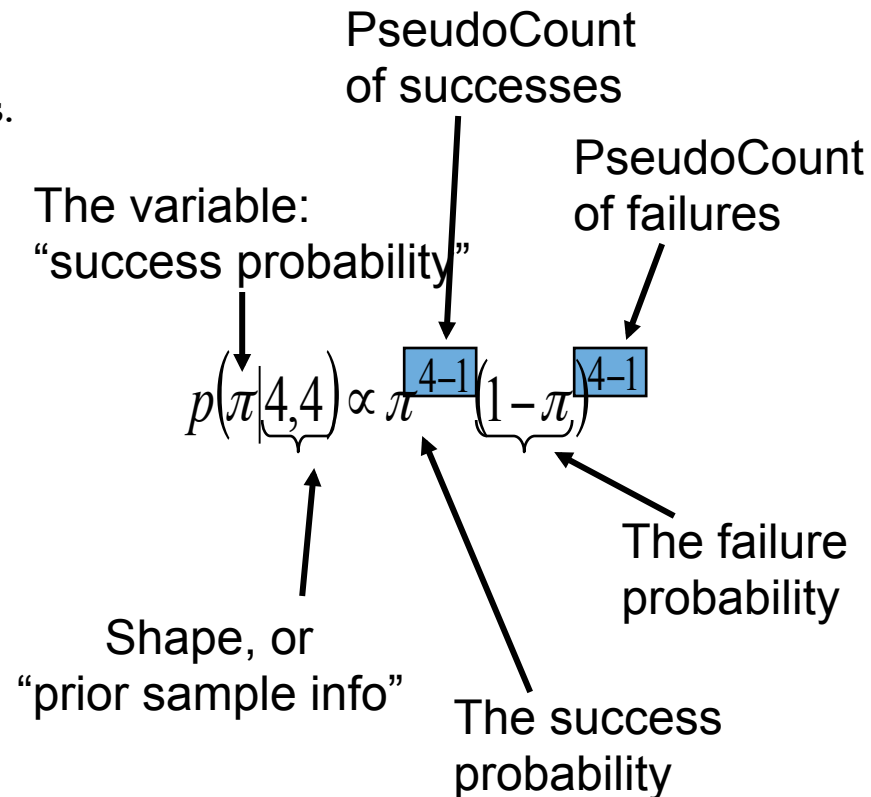 PseudoCount
of successes
s.
PseudoCount
of failures
The variable:
“success probability”
p(π|4,4) ∝ π^{4−1}(1−π)^{4−1}
The failure
probability
Shape, or
“prior sample info”
The success
probability